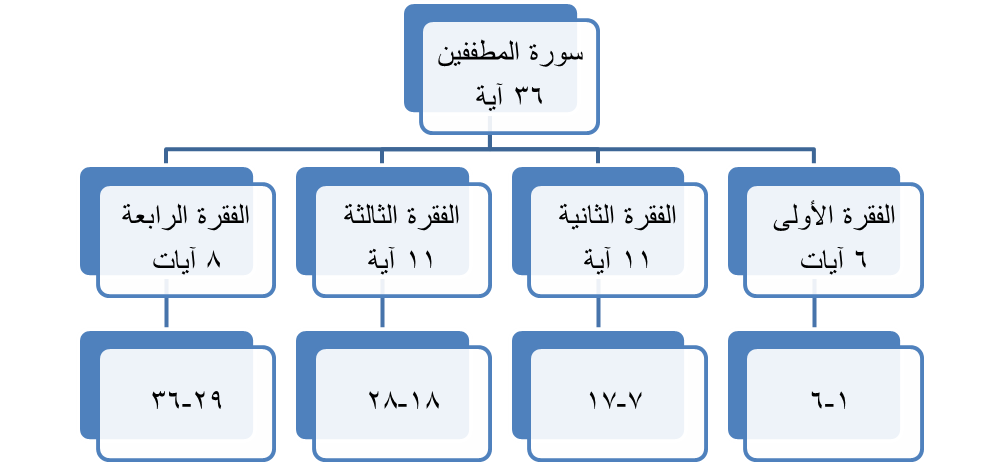 سورة المطففين
٣٦ آية
الفقرة الأولى
٦ آيات
الفقرة الثانية
١١ آية
الفقرة الثالثة
١١ آية
الفقرة الرابعة
٨ آيات
١-٦
٧-١٧
١٨-٢٨
٢٩-٣٦